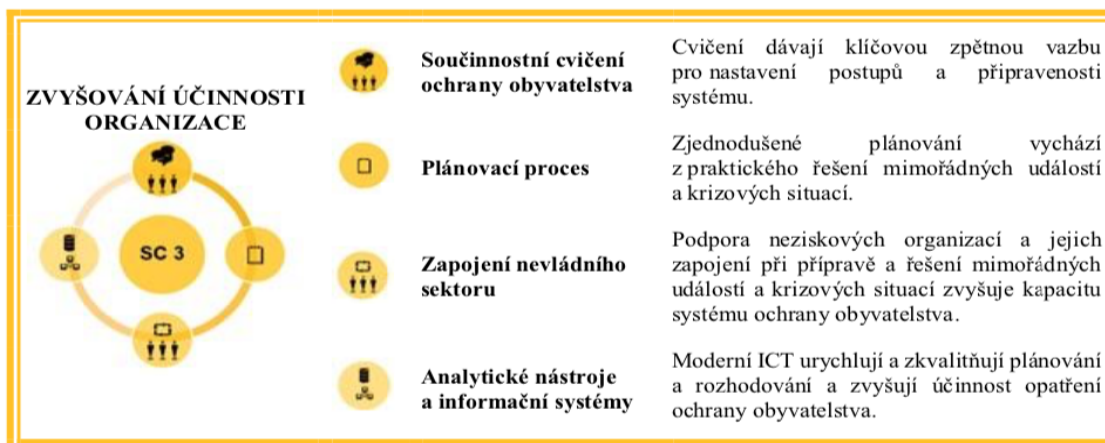 ZVYŠOVÁNÍ ÚČINNOSTI
ORGANIZACE
SC 3
Součinnostní cvičení
ochrany obyvatelstva
Cvičení dávají klíčovou zpětnou vazbu
pro nastavení postupů a připravenosti
systému.
Plánovací proces
Zjednodušené plánování vychází
z praktického řešení mimořádných událostí
a krizových situací.
Zapojení nevládního
sektoru
Podpora neziskových organizací a jejich
zapojení při přípravě a řešení mimořádných
událostí a krizových situací zvyšuje kapacitu
systému ochrany obyvatelstva.
Analytické nástroje
a informační systémy
Moderní ICT urychlují a zkvalitňují plánování
a rozhodování a zvyšují účinnost opatření
ochrany obyvatelstva.